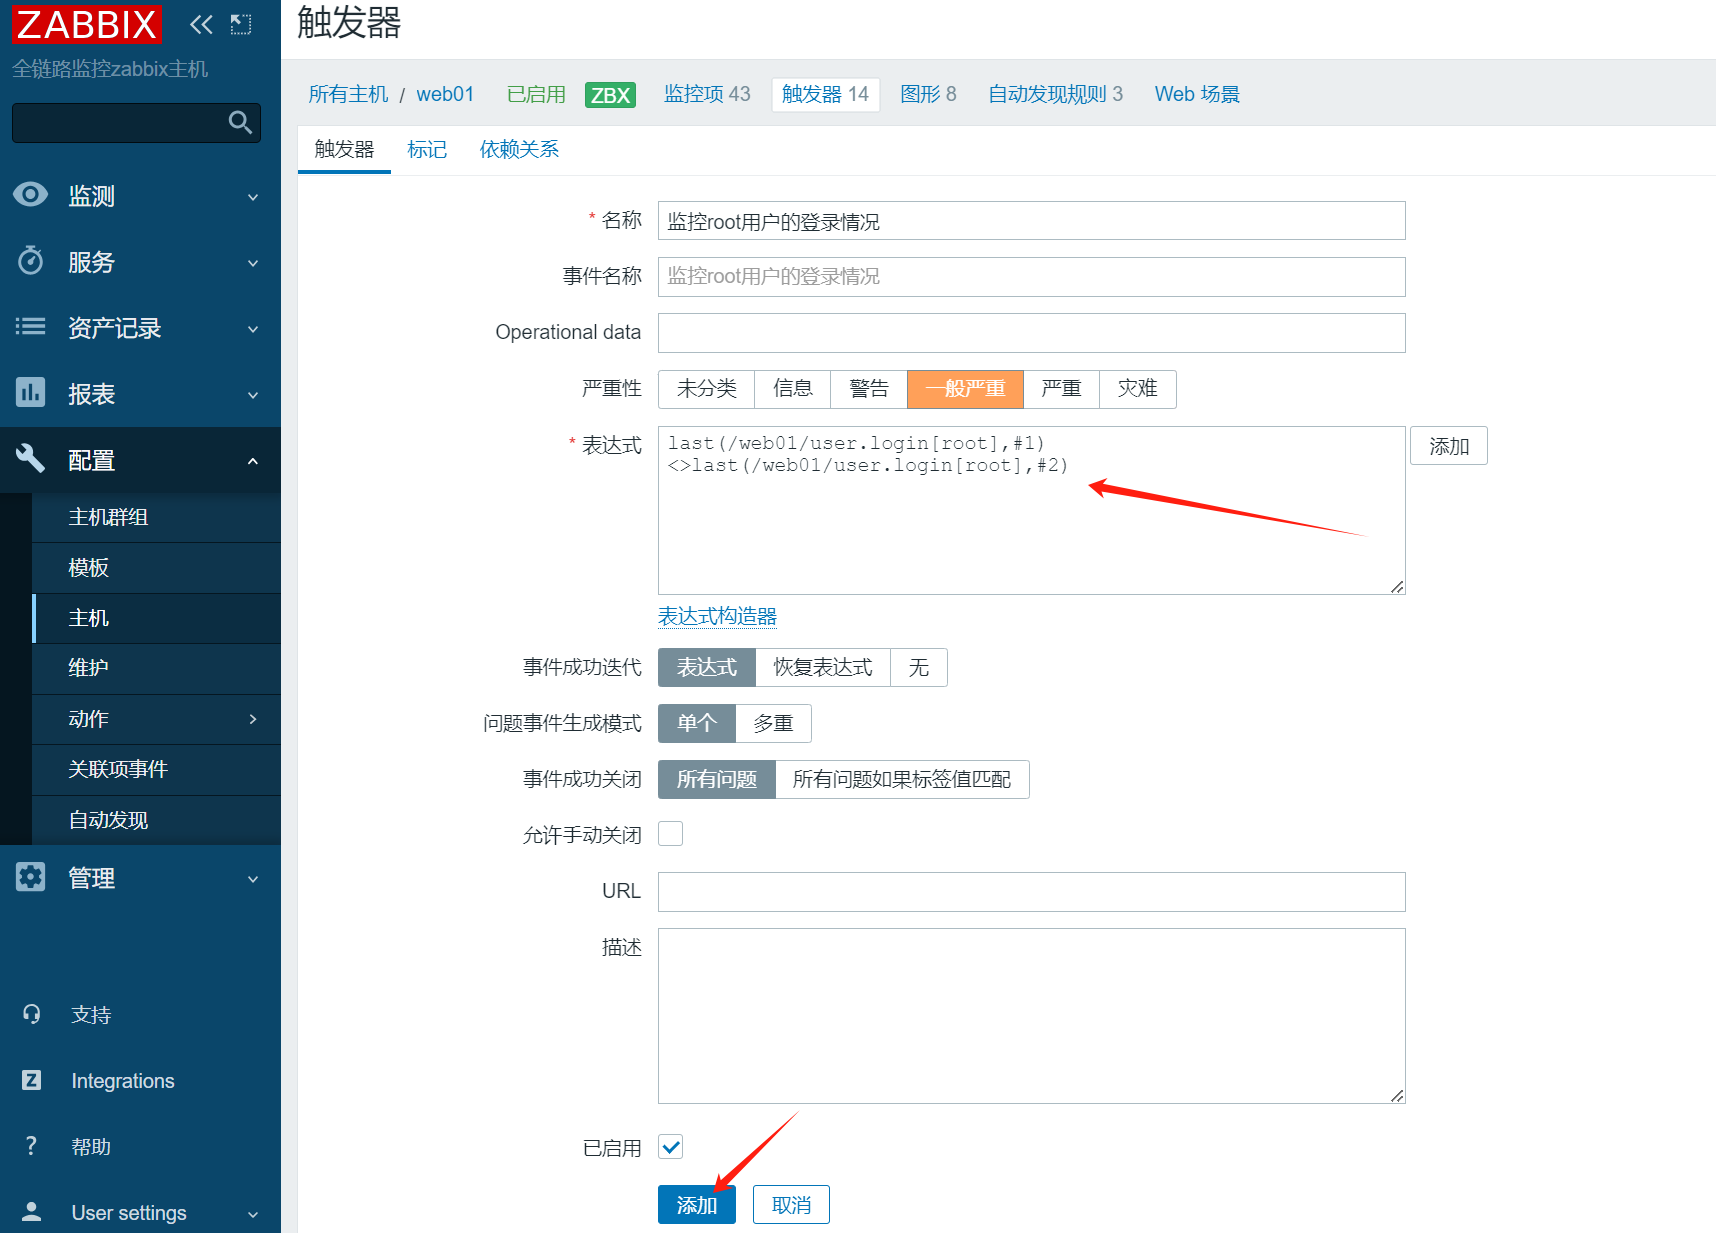 ZABBIX
全链路监控zabbix主机
监测
服务
资产记录
报表
配置
主机群组
模板
主机
维护
动作
关联项事件
自动发现
管理
支持
Integrations
帮助
User settings
触发器
所有主机 / web01 已启用 ZBX 监控项 43 触发器 14 图形 8 自动发现规则 3 Web 场景
触发器 标记 依赖关系
* 名称 监控root用户的登录情况
事件名称 监控root用户的登录情况
Operational data
严重性 未分类 信息 警告 一般严重 严重 灾难
* 表达式 last(/web01/user.login[root],#1) 添加
<>last(/web01/user.login[root],#2)
表达式构造器
事件成功迭代 表达式 恢复表达式 无
问题事件生成模式 单个 多重
事件成功关闭 所有问题 所有问题如果标签值匹配
允许手动关闭
URL
描述
已启用
添加 取消